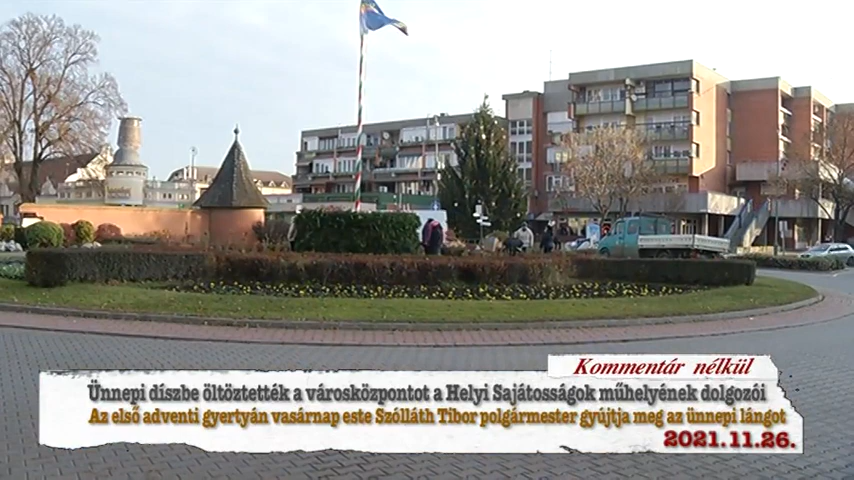 Kommentár nélkül
Ünnepi díszbe öltöztették a városközpontot a Helyi Sajátosságok műhelyének dolgozói
Az első adventi gyertyán vasárnap este Szólláth Tibor polgármester gyújtja meg az ünnepi lángot
2021.11.26.